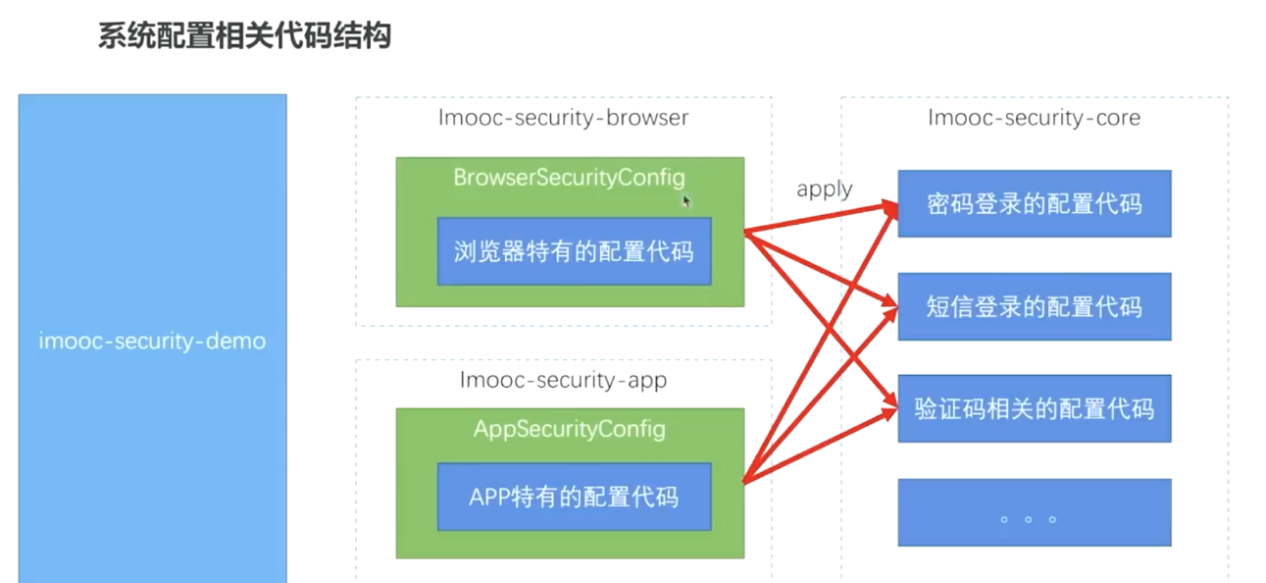 系统配置相关代码结构
imooc-security-demo
Imooc-security-browser
BrowserSecurityConfig
浏览器特有的配置代码
Imooc-security-app
AppSecurityConfig
APP特有的配置代码
apply
Imooc-security-core
密码登录的配置代码
短信登录的配置代码
验证码相关的配置代码
。。。